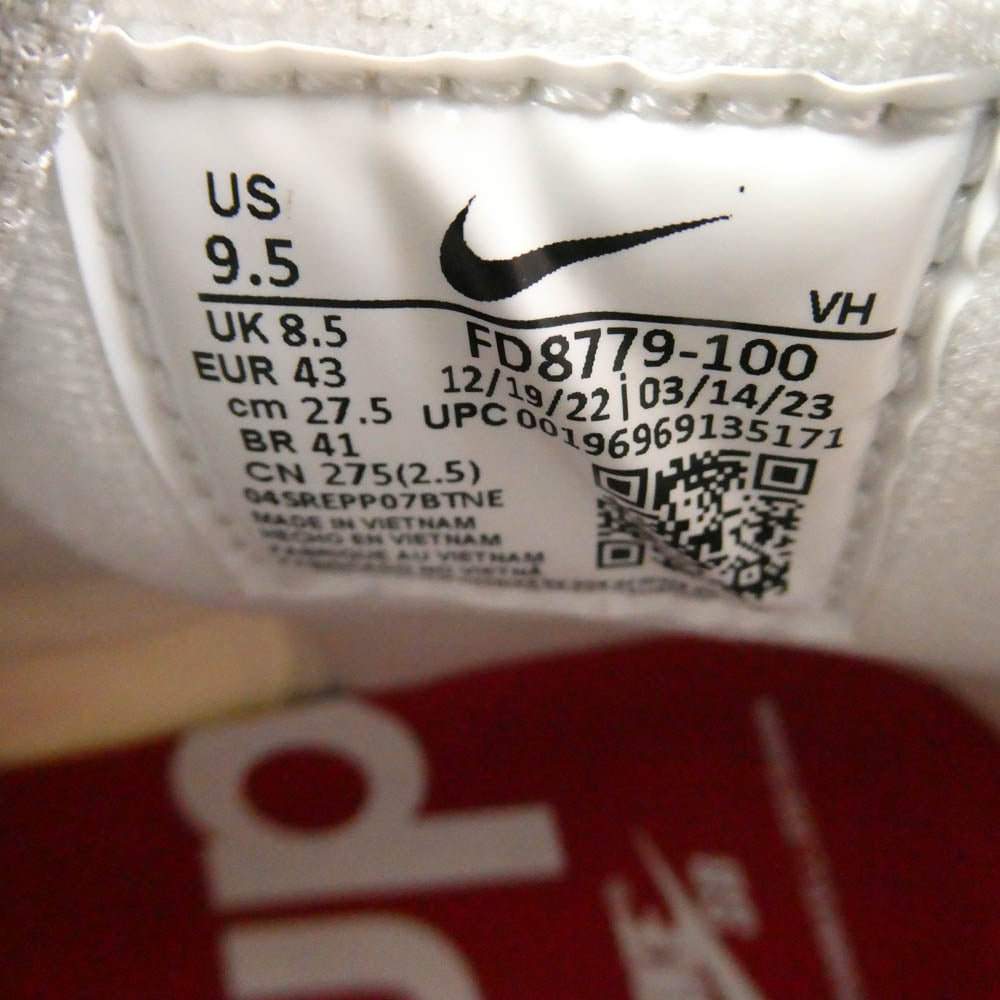 US
9.5
VH
UK 8.5
EUR 43
cm 27.5
BR 41
CN 275(2.5)
04SREPP07BTNE
MADE IN VIETNAM
HECHO EN VIETNAM
FABRIQUE AU VIETNAM
FD8779-100
12/19/22 | 03/14/23
UPC 00196969135171
up